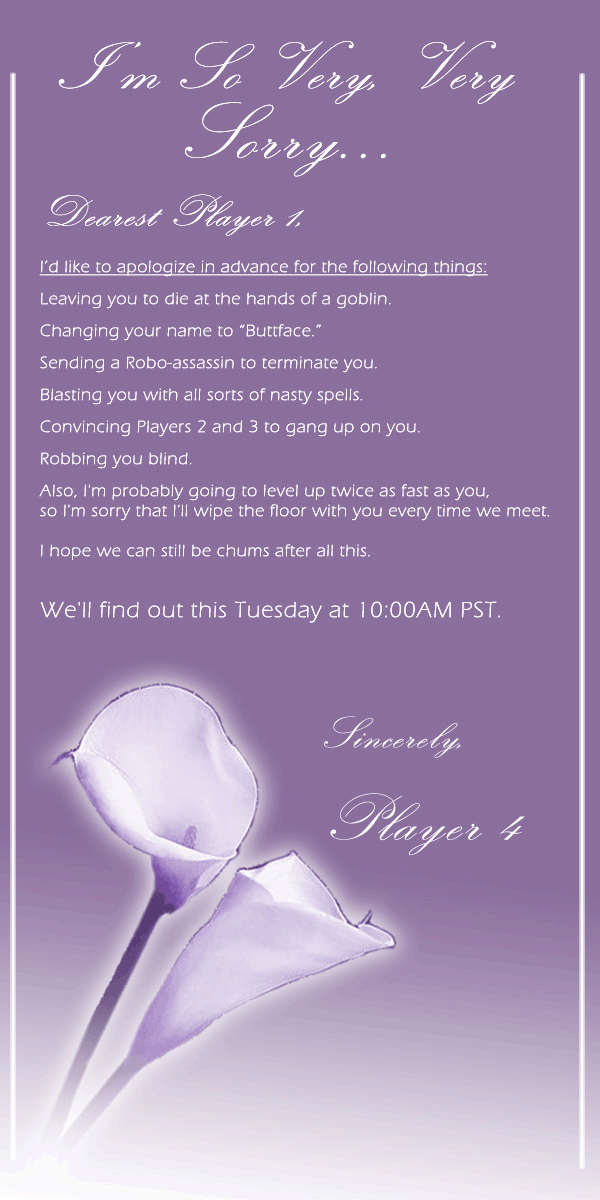 I'm So Very, Very
Sorry...
Dearest Player 1,
I'd like to apologize in advance for the following things:
Leaving you to die at the hands of a goblin.
Changing your name to “Buttface.”
Sending a Robo-assassin to terminate you.
Blasting you with all sorts of nasty spells.
Convincing Players 2 and 3 to gang up on you.
Robbing you blind.
Also, I'm probably going to level up twice as fast as you,
so I'm sorry that I'll wipe the floor with you every time we meet.
I hope we can still be chums after all this.
We'll find out this Tuesday at 10:00AM PST.
Sincerely,
Player 4